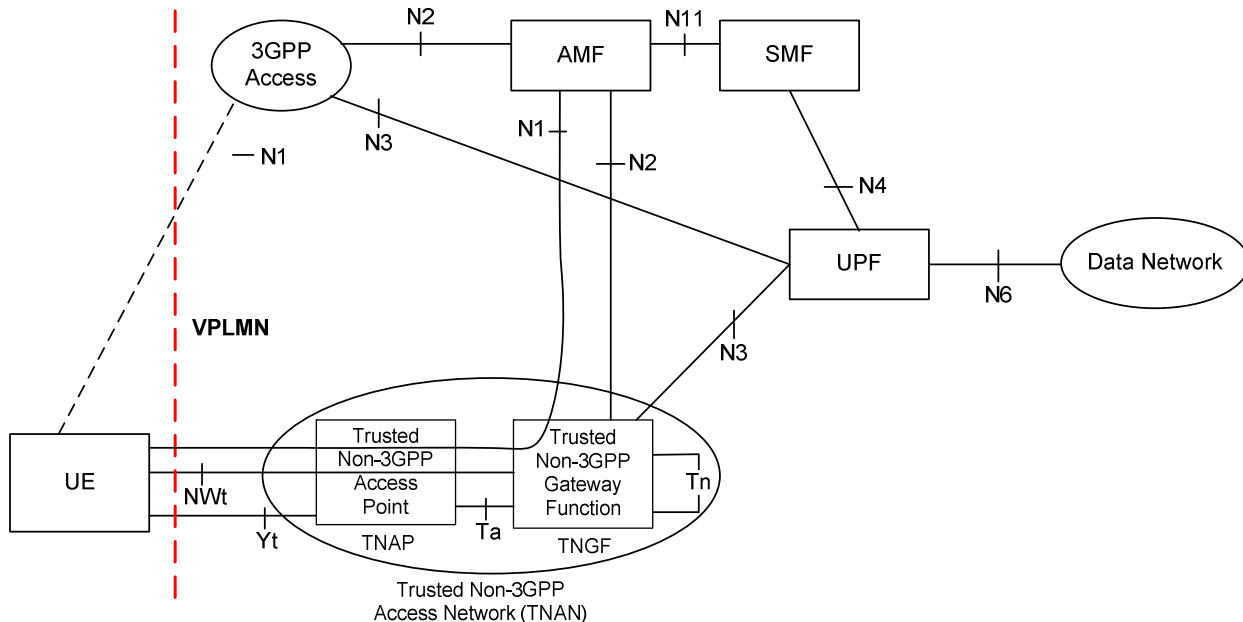 N2
N11
3GPP
Access
AMF
SMF
N1
N3
N1
N2
N4
UPF
Data Network
N6
VPLMN
N3
UE
Trusted
Non-3GPP
Access
Point
Trusted
Non-3GPP
Gateway
Function
Tn
NWt
Yt
Ta
TNAP
TNGF
Trusted Non-3GPP
Access Network (TNAN)